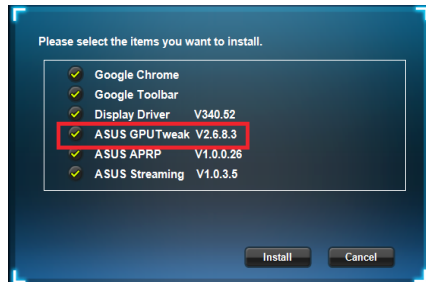 Please select the items you want to install.
Google Chrome
Google Toolbar
Display Driver V340.52
ASUS GPUTweak V2.6.8.3
ASUS APRP V1.0.0.26
ASUS Streaming V1.0.3.5
Install Cancel